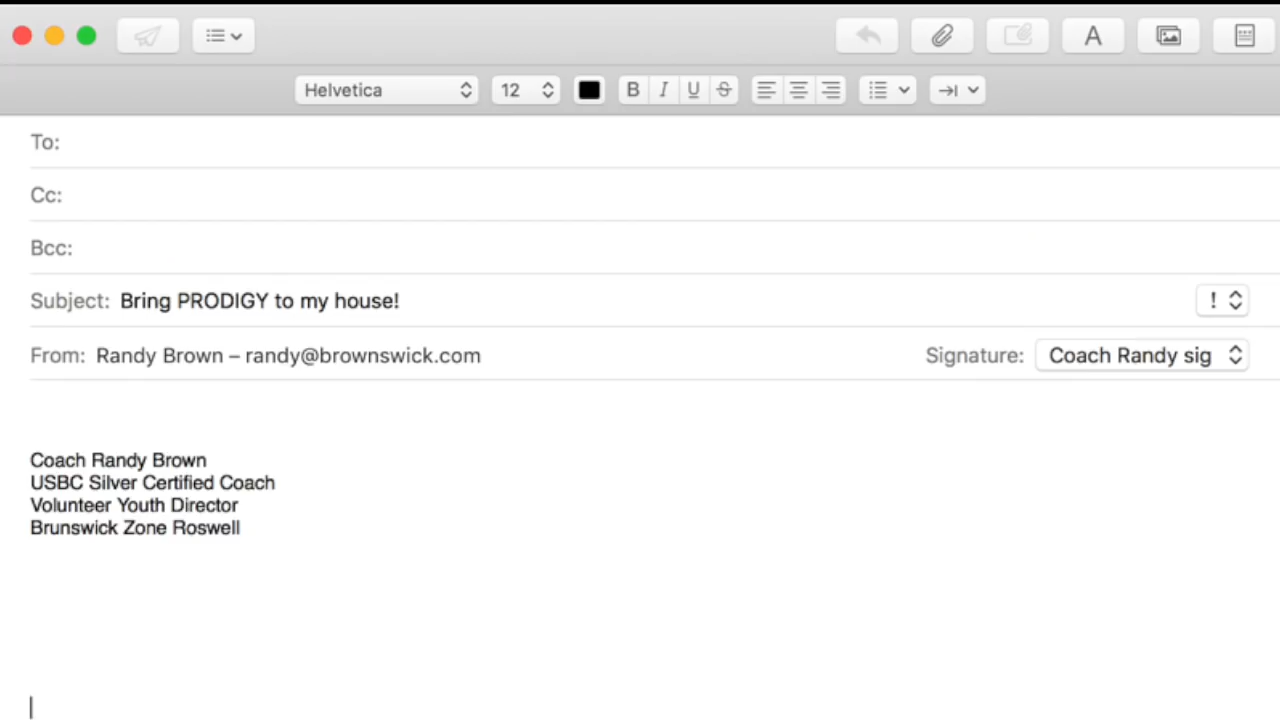 Helvetica 12 B I U S
A
To:
Cc:
Bcc:
Subject: Bring PRODIGY to my house! !
From: Randy Brown – randy@brownswick.com Signature: Coach Randy sig
Coach Randy Brown
USBC Silver Certified Coach
Volunteer Youth Director
Brunswick Zone Roswell